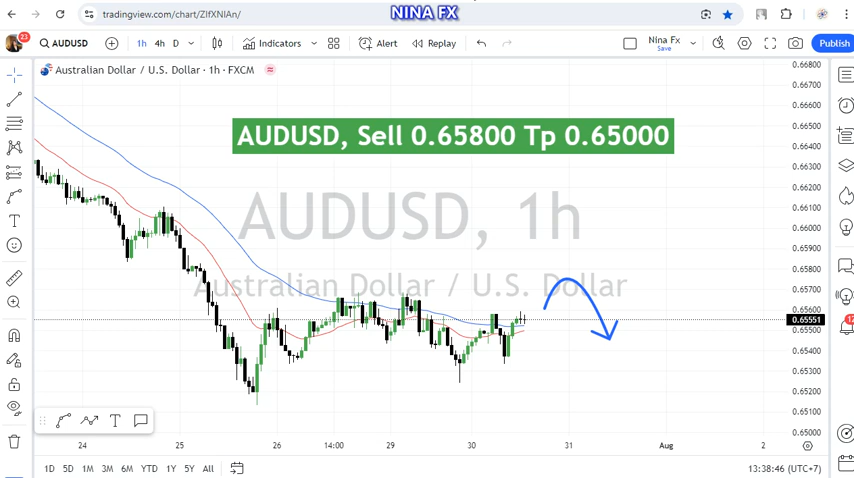 NINA FX
tradingview.com/chart/ZIfXNIAn/
23
AUDUSD
1h 4h D
Indicators
Alert
Replay
Nina Fx
Save
Publish
Australian Dollar / U.S. Dollar · 1h · FXCM
AUDUSD, Sell 0.65800 Tp 0.65000
AUDUSD, 1h
Australian Dollar / U.S. Dollar
0.66800
0.66700
0.66600
0.66500
0.66400
0.66300
0.66200
0.66100
0.66000
0.65900
0.65800
0.65700
0.65600
0.65551
0.65500
0.65400
0.65300
0.65200
0.65100
0.65000
12
24 25 26 14:00 29 30 31 Aug 2
1D 5D 1M 3M 6M YTD 1Y 5Y All
13:38:46 (UTC+7)